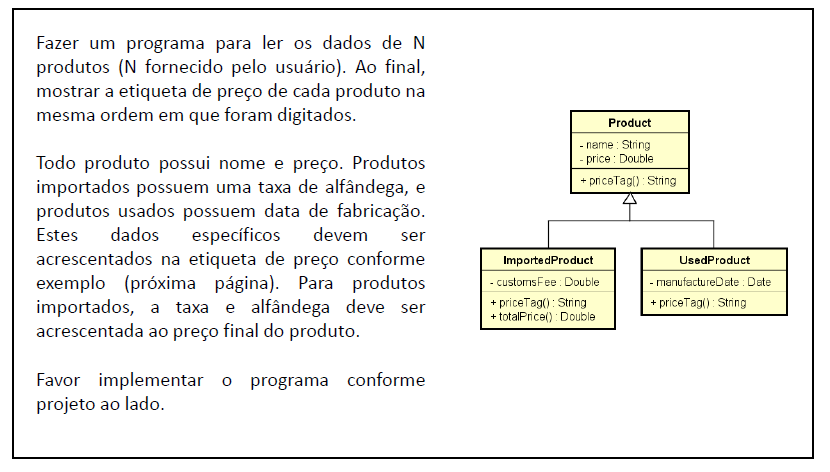 Fazer um programa para ler os dados de N
produtos (N fornecido pelo usuário). Ao final,
mostrar a etiqueta de preço de cada produto na
mesma ordem em que foram digitados.
Todo produto possui nome e preço. Produtos
importados possuem uma taxa de alfândega, e
produtos usados possuem data de fabricação.
Estes dados específicos devem ser
acrescentados na etiqueta de preço conforme
exemplo (próxima página). Para produtos
importados, a taxa e alfândega deve ser
acrescentada ao preço final do produto.
Favor implementar o programa conforme
projeto ao lado.
Product
- name : String
- price : Double
+ priceTag() : String
ImportedProduct
- customsFee : Double
+ priceTag() : String
+ totalPrice() : Double
UsedProduct
- manufactureDate : Date
+ priceTag() : String